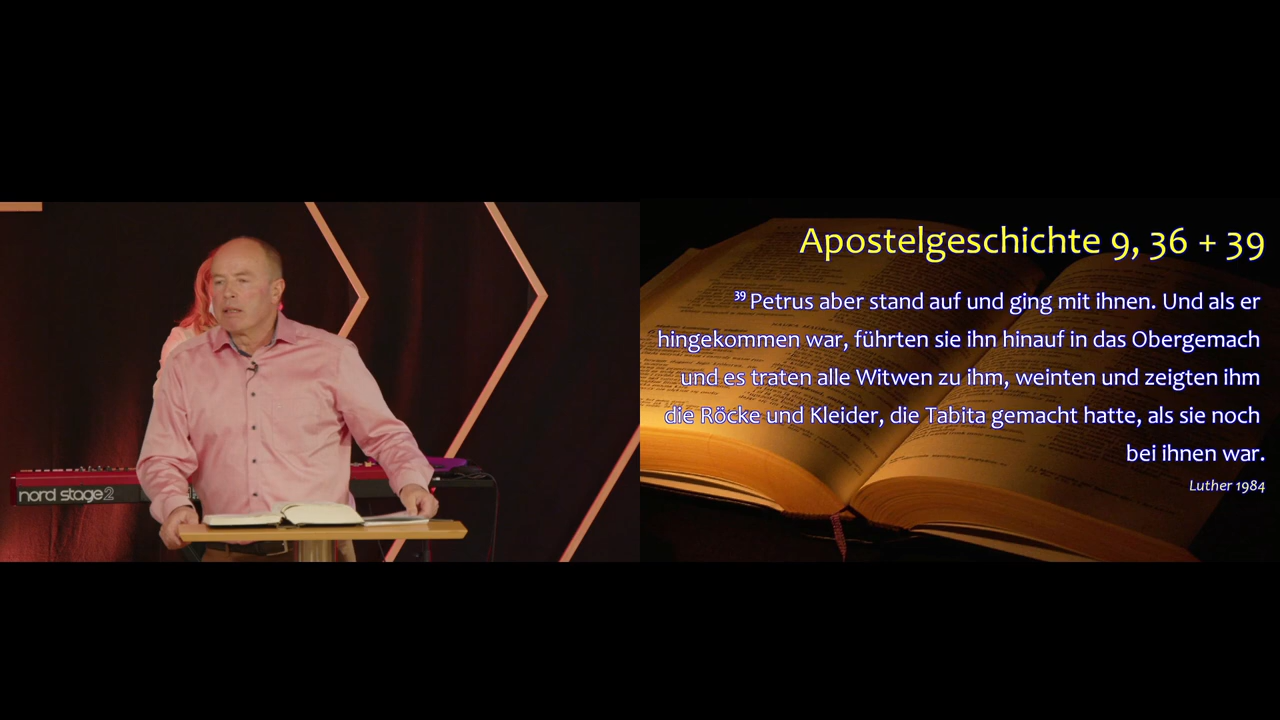 nord stage 2
Apostelgeschichte 9, 36 + 39
39 Petrus aber stand auf und ging mit ihnen. Und als er
hingekommen war, führten sie ihn hinauf in das Obergemach
und es traten alle Witwen zu ihm, weinten und zeigten ihm
die Röcke und Kleider, die Tabita gemacht hatte, als sie noch
bei ihnen war.
Luther 1984